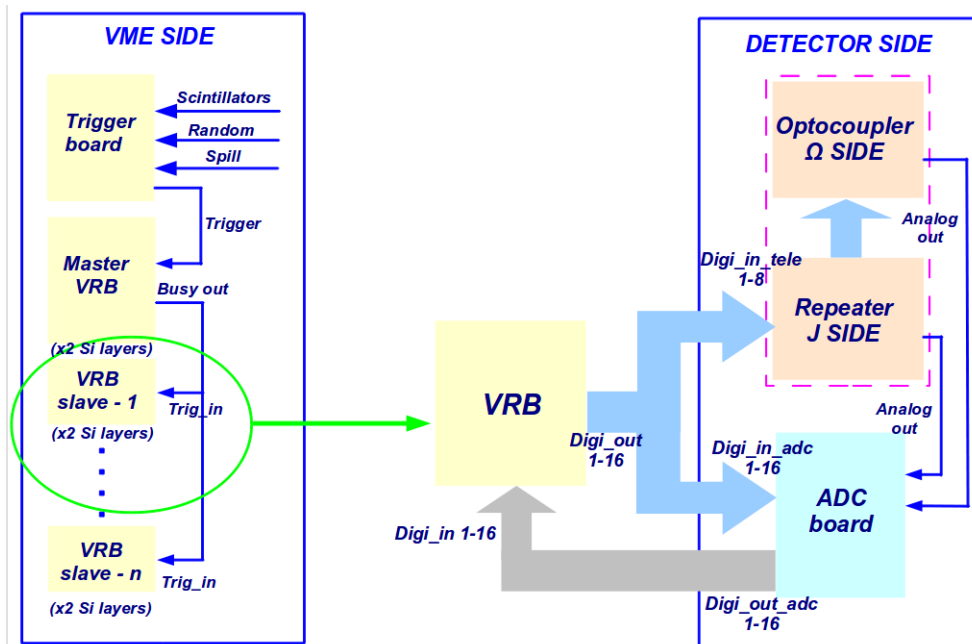 VME SIDE
Trigger
board
Scintillators
Random
Spill
Trigger
Master
VRB
Busy out
(x2 Si layers)
VRB
slave - 1
Trig_in
(x2 Si layers)
VRB
slave - n
Trig_in
(x2 Si layers)
VRB
Digi_out
1-16
Digi_in 1-16
DETECTOR SIDE
Optocoupler
Ω SIDE
Analog
out
Digi_in_tele
1-8
Repeater
J SIDE
Analog
out
Digi_in_adc
1-16
ADC
board
Digi_out_adc
1-16